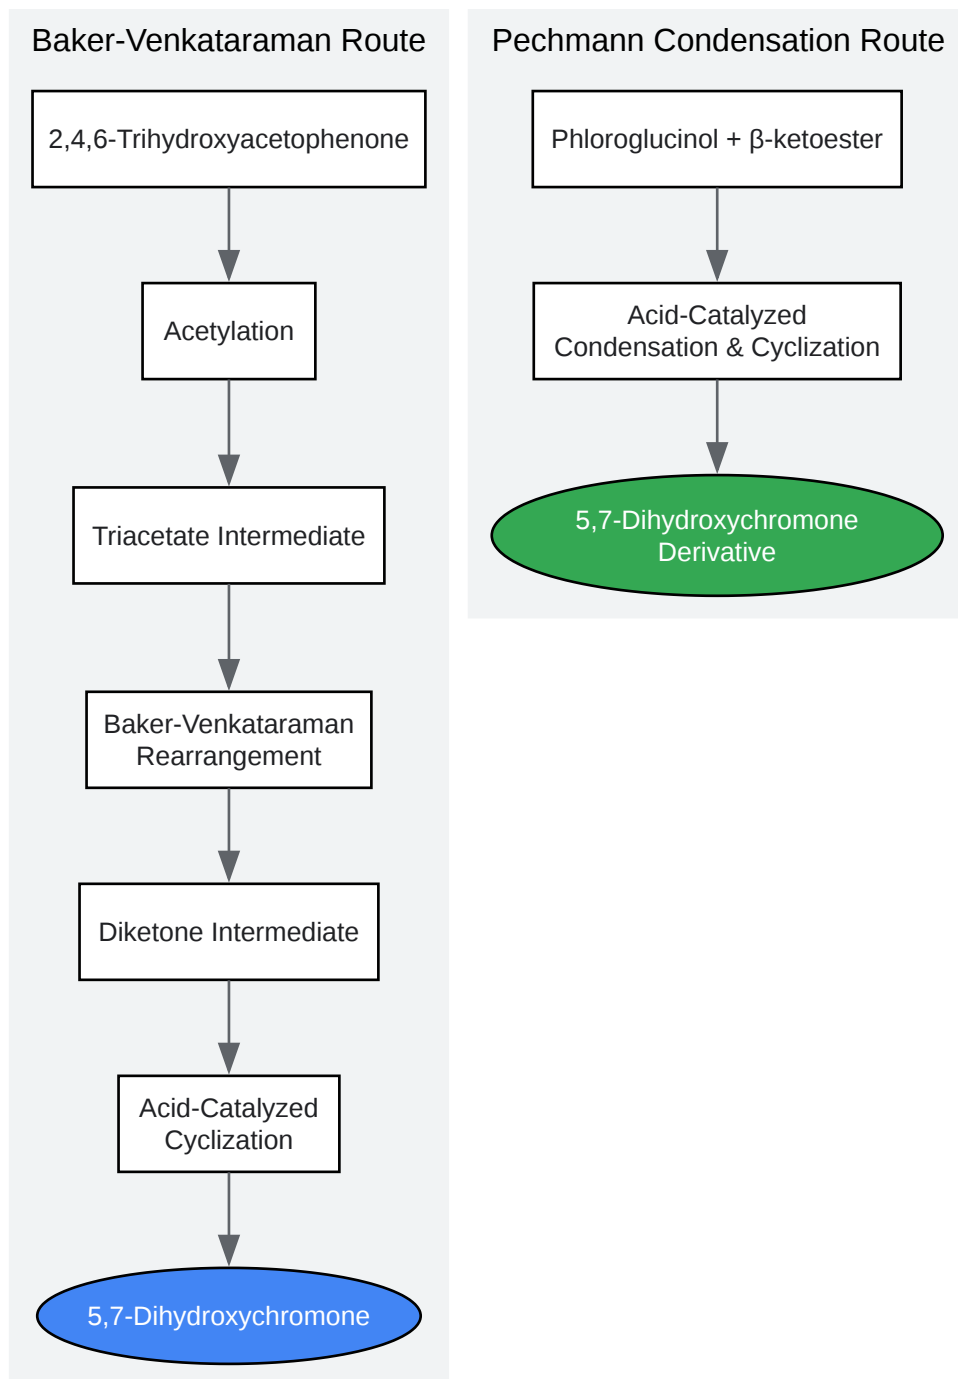 Baker-Venkataraman Route
2,4,6-Trihydroxyacetophenone
Acetylation
Triacetate Intermediate
Baker-Venkataraman
Rearrangement
Diketone Intermediate
Acid-Catalyzed
Cyclization
5,7-Dihydroxychromone
Pechmann Condensation Route
Phloroglucinol + β-ketoester
Acid-Catalyzed
Condensation & Cyclization
5,7-Dihydroxychromone
Derivative